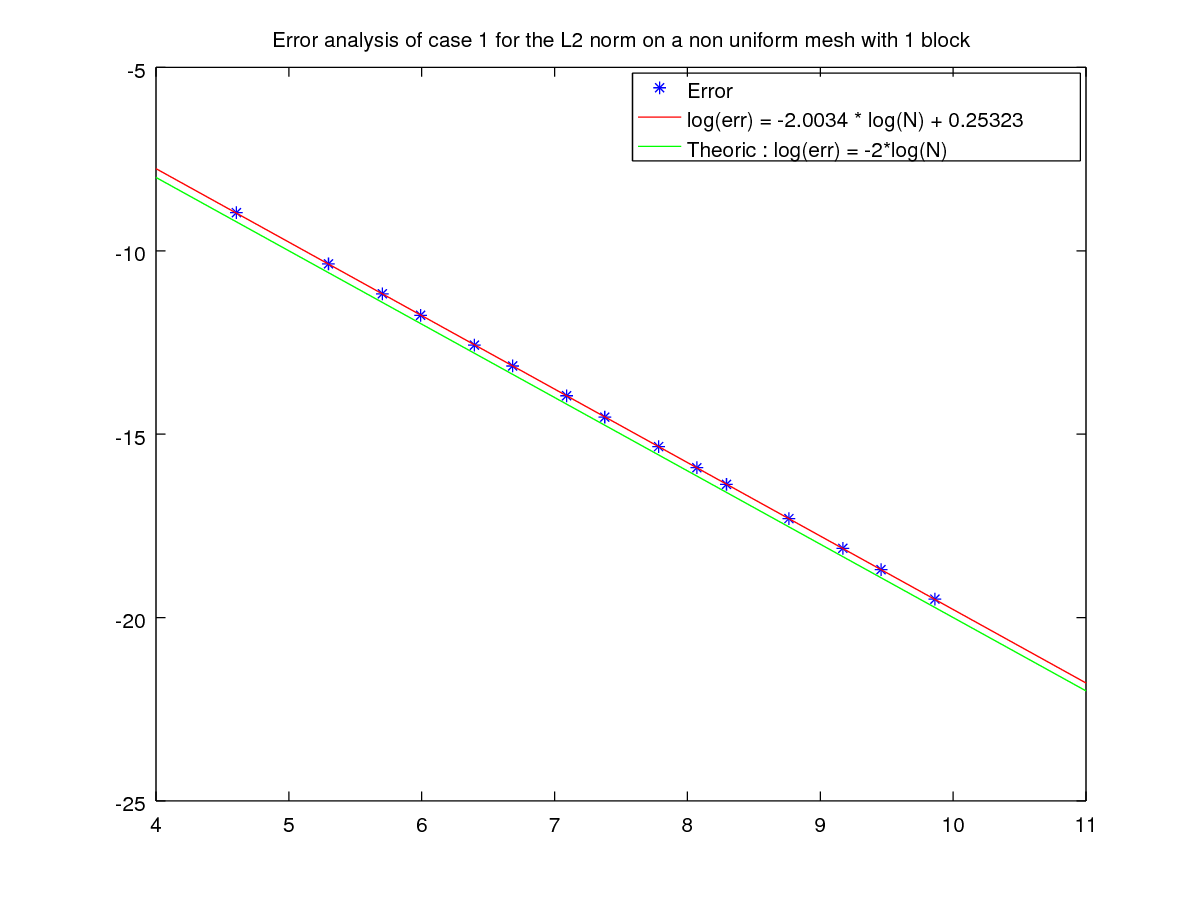 Error analysis of case 1 for the L2 norm on a non uniform mesh with 1 block
-5
Error
log(err) = -2.0034 * log(N) + 0.25323
Theoric : log(err) = -2*log(N)
-10
-15
-20
-25
4 5 6 7 8 9 10 11